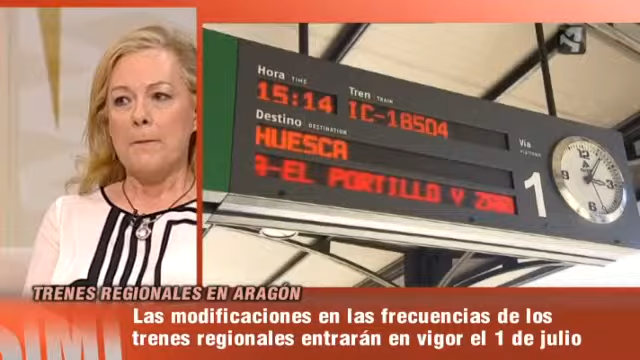 Hora TIME
15:14
Tren TRAIN
IC-18504
Destino DESTINATION
HUESCA
-EL PORTILLO Y ZAR
Vía
1
TRENES REGIONALES EN ARAGÓN
Las modificaciones en las frecuencias de los
trenes regionales entrarán en vigor el 1 de julio